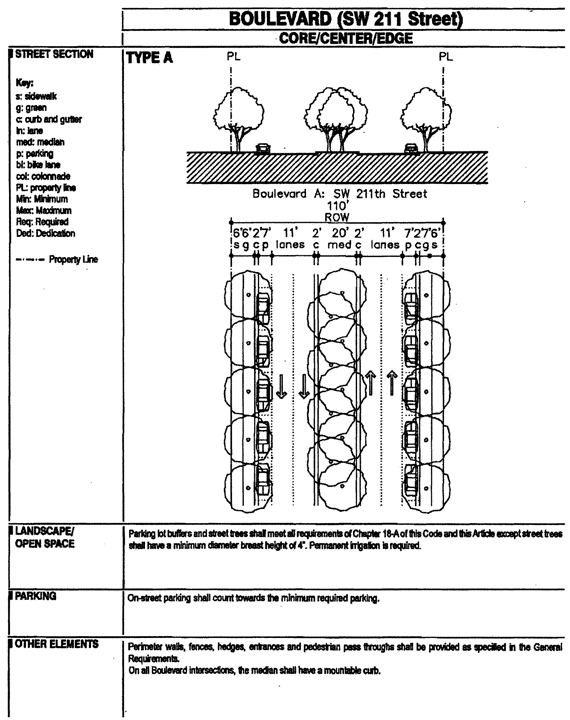 BOULEVARD (SW 211 Street)
CORE/CENTER/EDGE
STREET SECTION
Key:
s: sidewalk
g: green
c: curb and gutter
ln: lane
med: median
p: parking
bl: bike lane
col: colonnade
PL: property line
Min: Minimum
Max: Maximum
Req: Required
Ded: Dedication
Property Line
TYPE A
PL PL
Boulevard A: SW 211th Street
110'
ROW
6'6'2'7' 11' 2' 20' 2' 11' 7'2'7'6'
s g c p lanes c med c lanes p c g s
LANDSCAPE/
OPEN SPACE
Parking lot buffers and street trees shall meet all requirements of Chapter 18-A of this Code and this Article except street trees
shall have a minimum diameter breast height of 4". Permanent irrigation is required.
PARKING
On-street parking shall count towards the minimum required parking.
OTHER ELEMENTS
Perimeter walls, fences, hedges, entrances and pedestrian pass throughs shall be provided as specified in the General
Requirements.
On all Boulevard intersections, the median shall have a mountable curb.